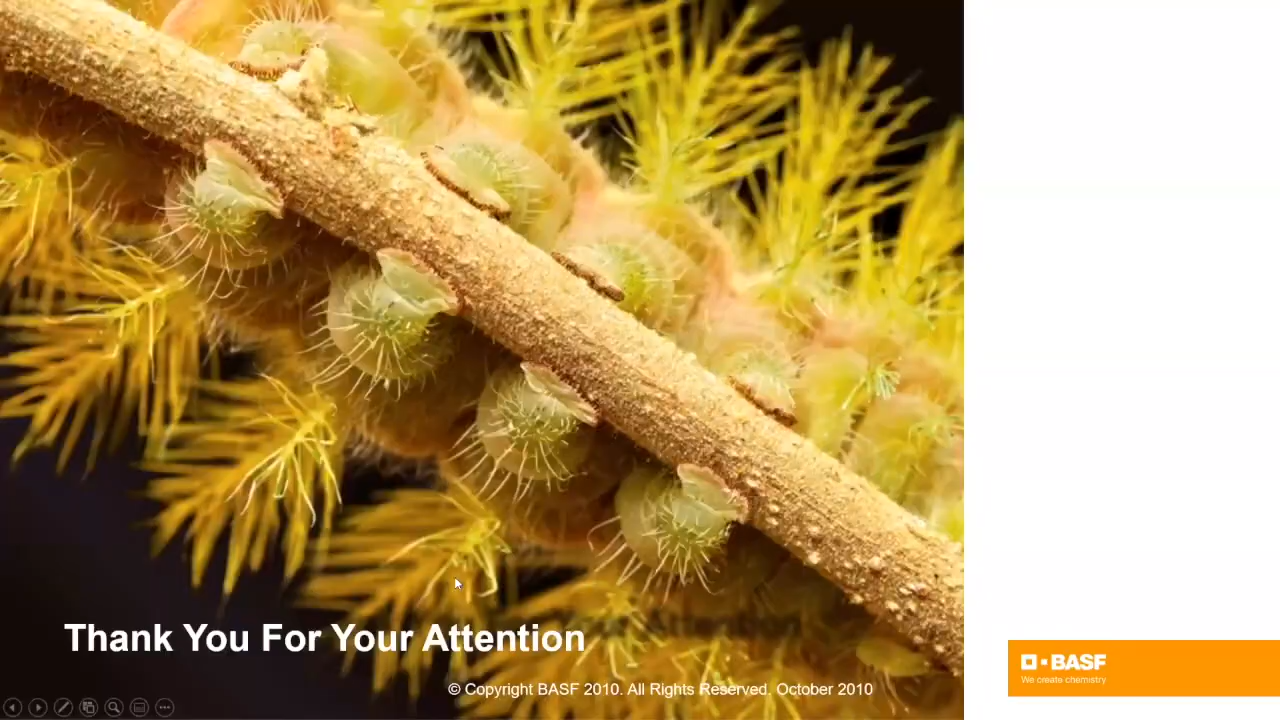 Thank You For Your Attention
© Copyright BASF 2010. All Rights Reserved. October 2010
BASF
We create chemistry